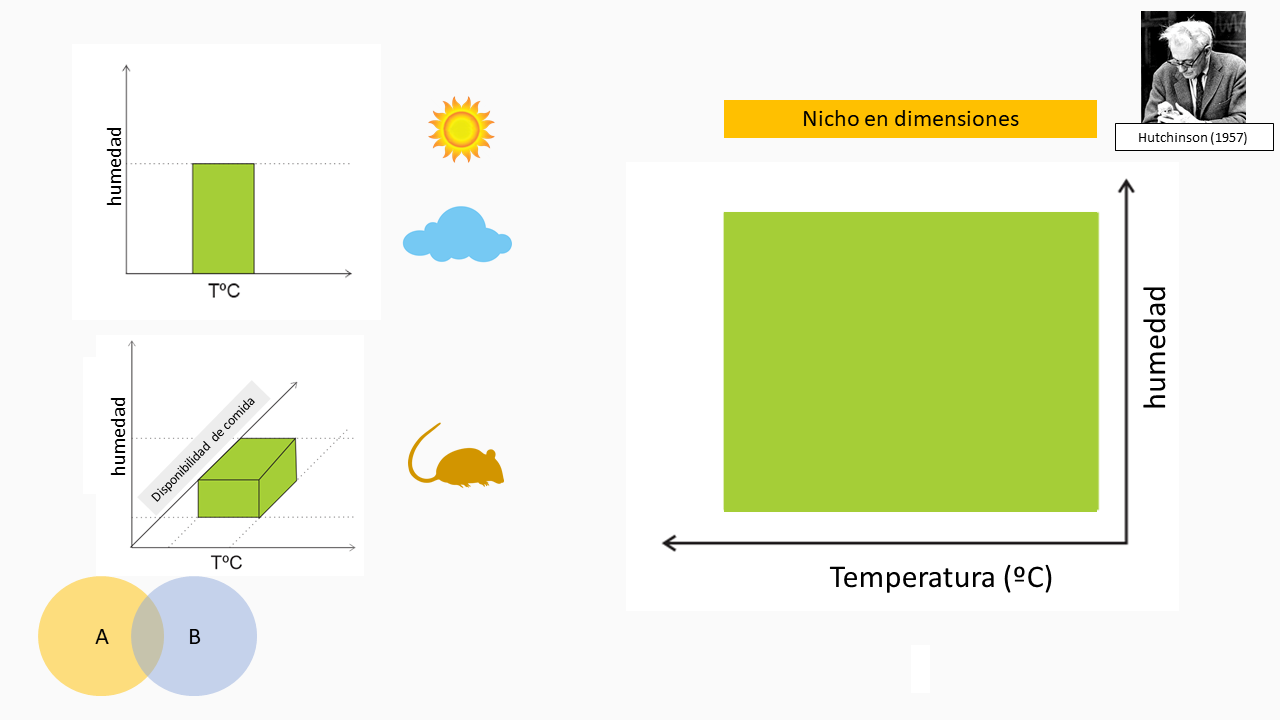 humedad
TºC
humedad
Disponibilidad de comida
TºC
A
B
Nicho en dimensiones
Hutchinson (1957)
humedad
Temperatura (ºC)